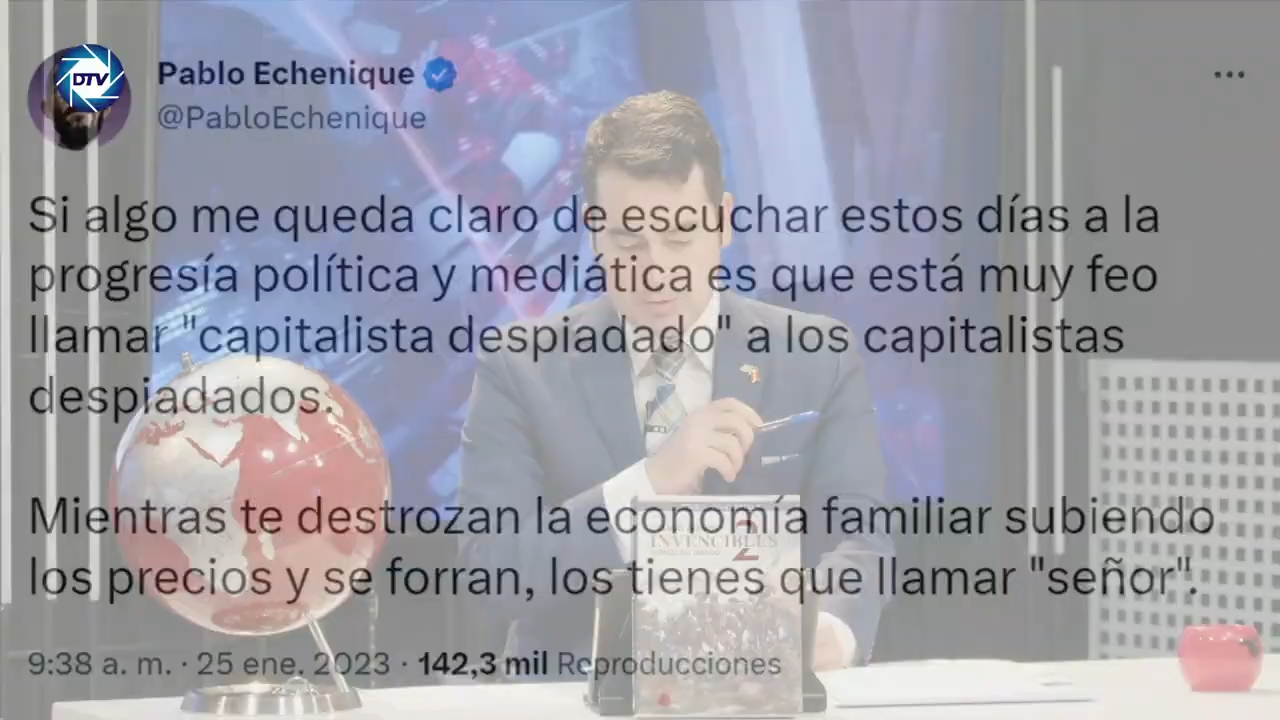 DTV
Pablo Echenique
@PabloEchenique
Si algo me queda claro de escuchar estos días a la
progresía política y mediática es que está muy feo
llamar "capitalista despiadado" a los capitalistas
despiadados.
Mientras te destrozan la economía familiar subiendo
los precios y se forran, los tienes que llamar "señor".
INVENCIBLES
2
9:38 a. m. · 25 ene. 2023 · 142,3 mil Reproducciones